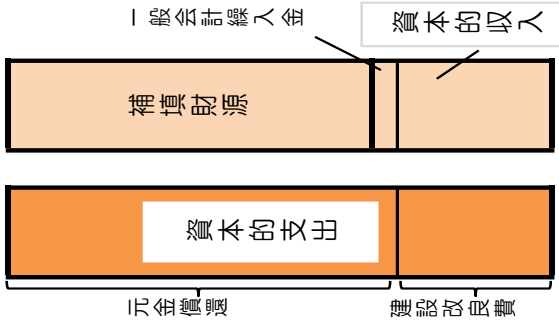 一般会計繰入金
資本的収入
補填財源
資本的支出
元金償還
建設改良費